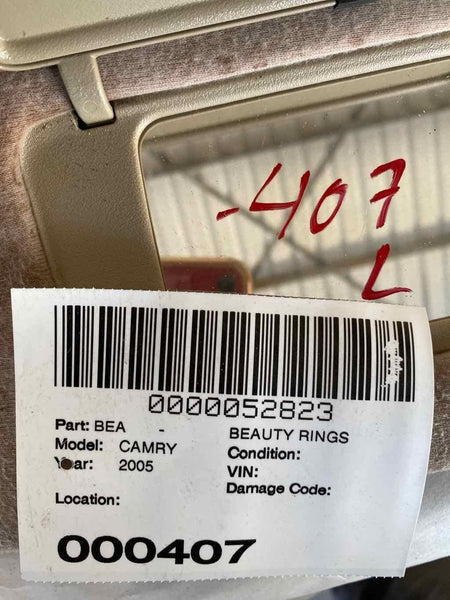 -407
L
0000052823
Part: BEA - BEAUTY RINGS
Model: CAMRY Condition:
Year: 2005 VIN:
Damage Code:
Location:
000407